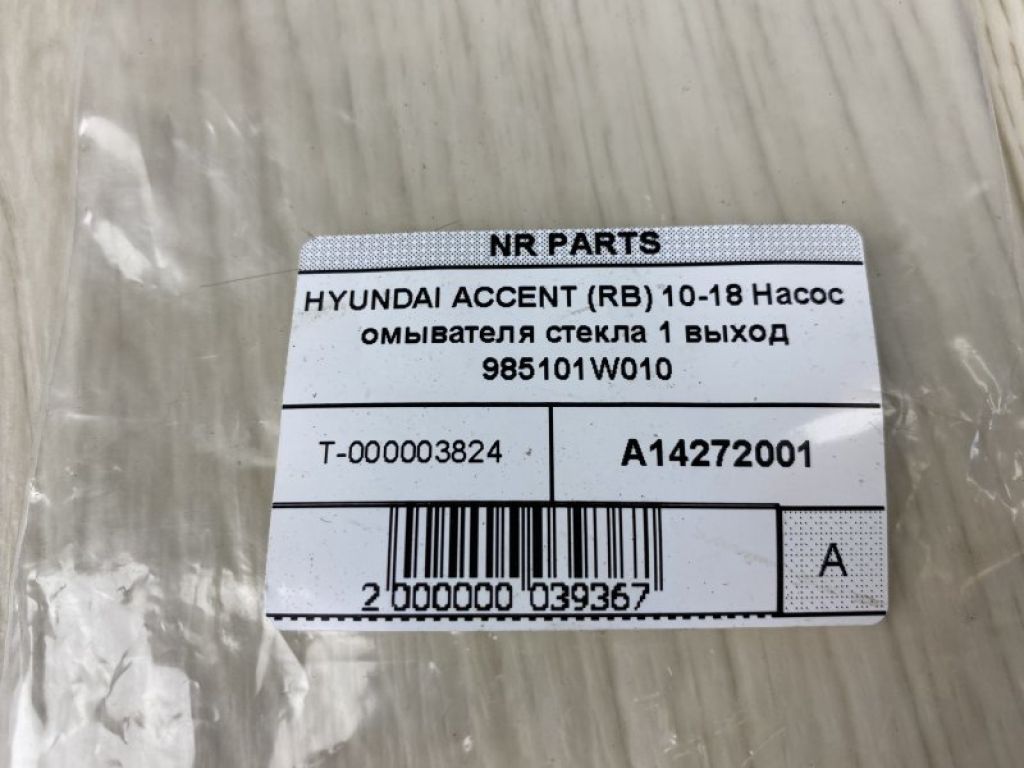 NR PARTS
HYUNDAI ACCENT (RB) 10-18 Насос
омывателя стекла 1 выход
985101W010
T-000003824
A14272001
2 000000 039367
A